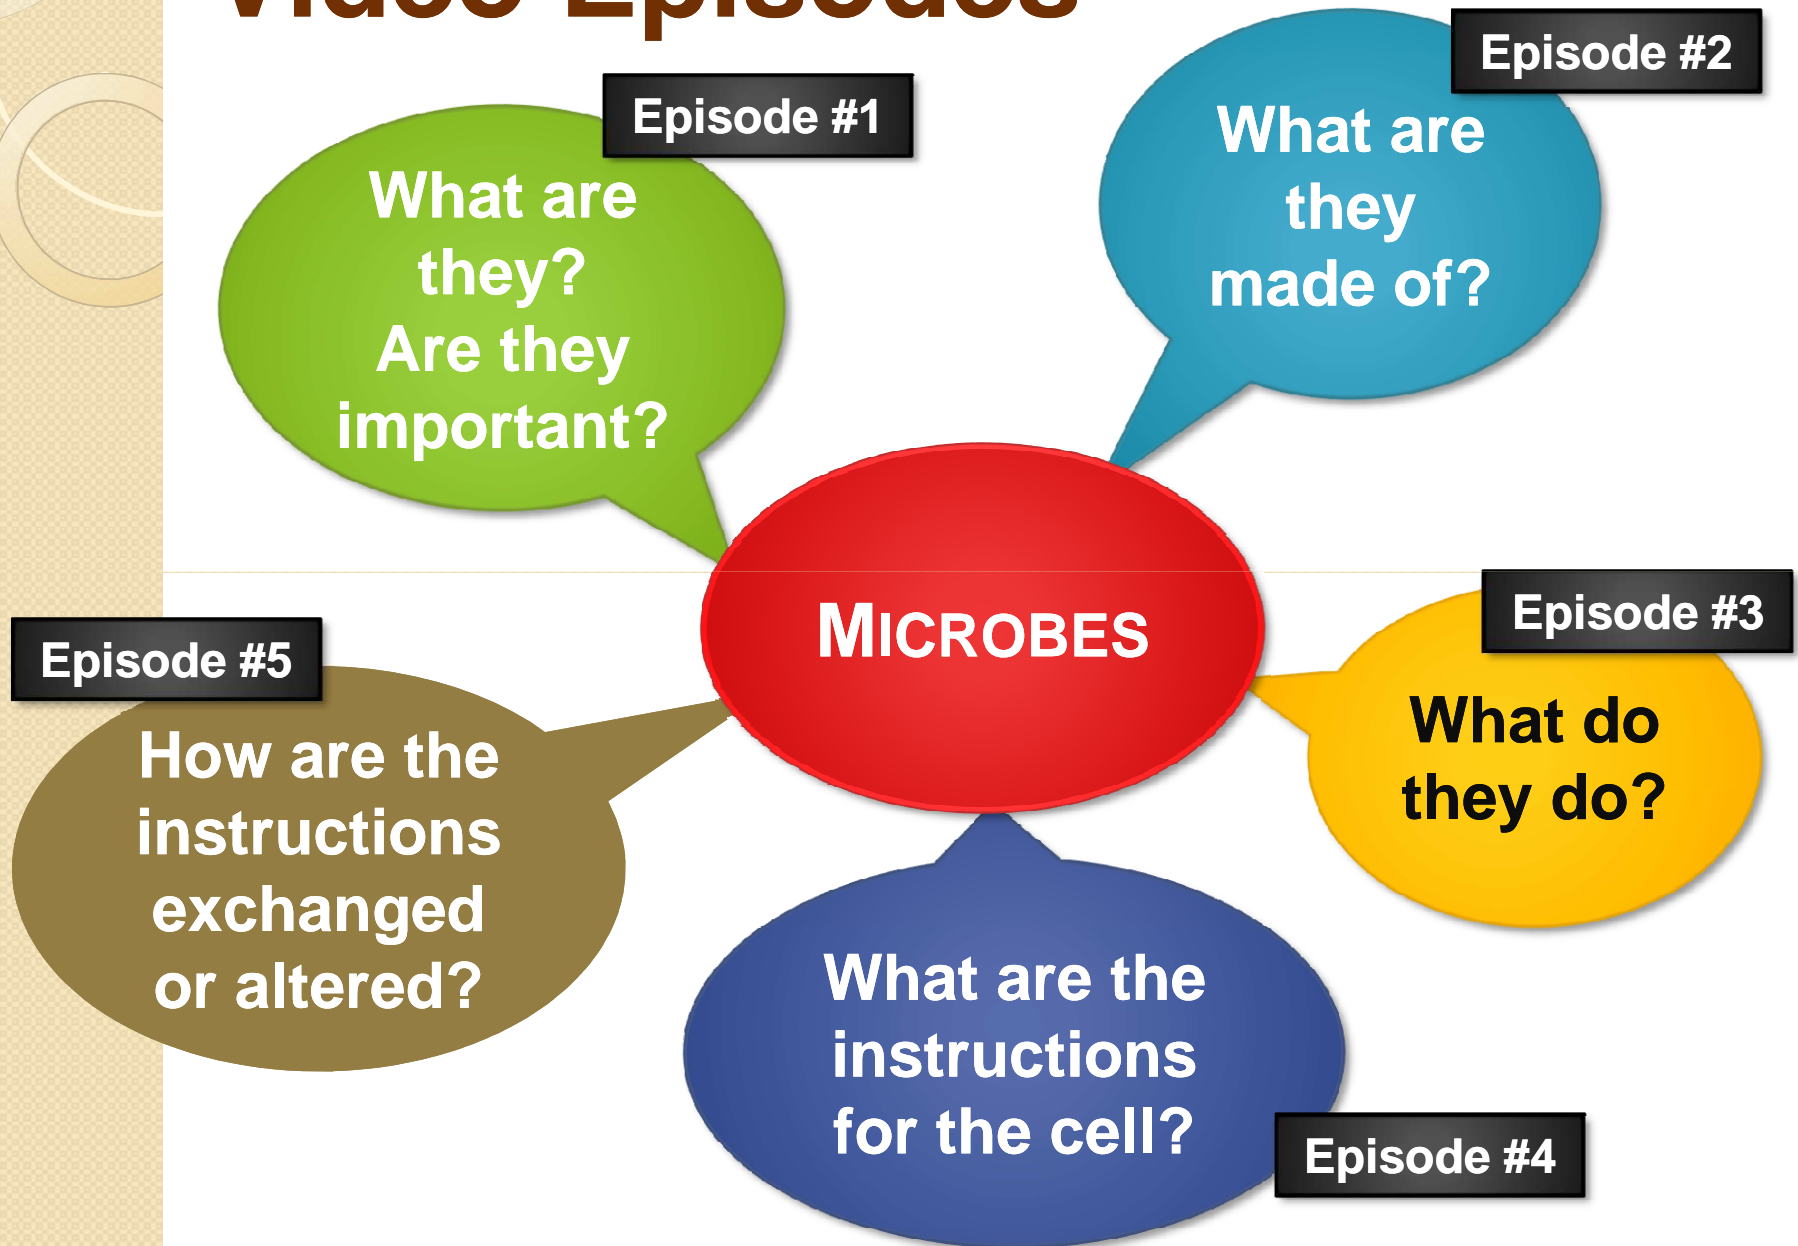 Video Episodes
Episode #1
What are
they?
Are they
important?
Episode #2
What are
they
made of?
MICROBES
Episode #3
What do
they do?
Episode #5
How are the
instructions
exchanged
or altered?
What are the
instructions
for the cell?
Episode #4